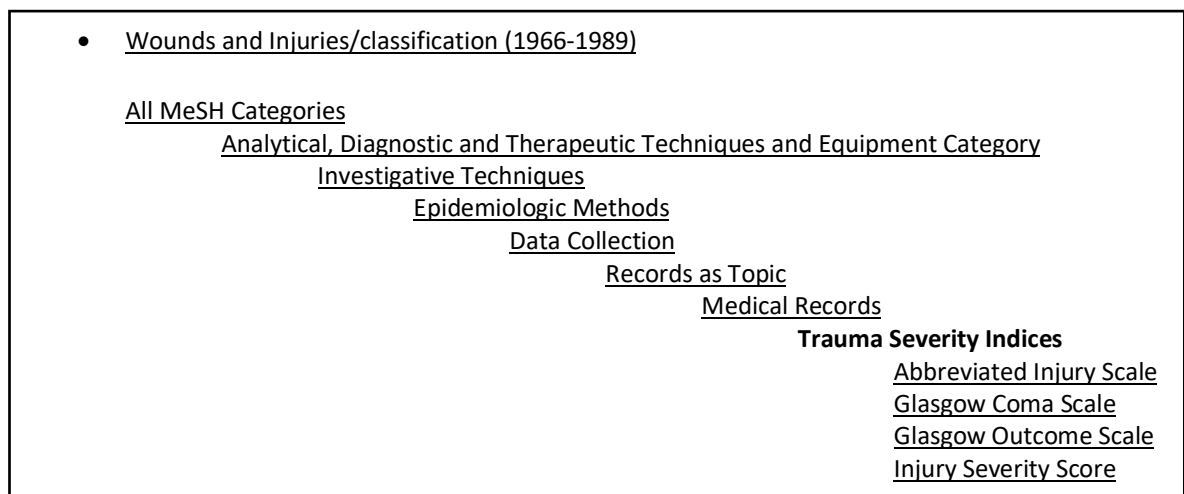 • Wounds and Injuries/classification (1966-1989)
All MeSH Categories
Analytical, Diagnostic and Therapeutic Techniques and Equipment Category
Investigative Techniques
Epidemiologic Methods
Data Collection
Records as Topic
Medical Records
Trauma Severity Indices
Abbreviated Injury Scale
Glasgow Coma Scale
Glasgow Outcome Scale
Injury Severity Score